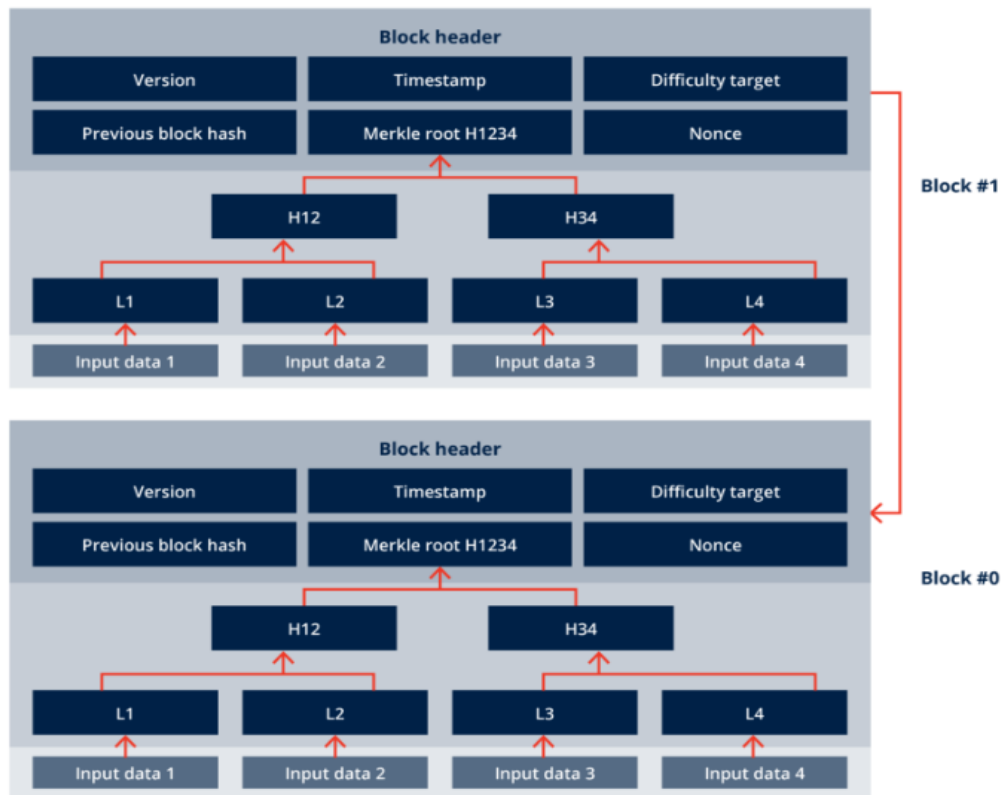 Block header
Version Timestamp Difficulty target
Previous block hash Merkle root H1234 Nonce
Block #1
H12 H34
L1 L2 L3 L4
Input data 1 Input data 2 Input data 3 Input data 4
Block header
Version Timestamp Difficulty target
Previous block hash Merkle root H1234 Nonce
Block #0
H12 H34
L1 L2 L3 L4
Input data 1 Input data 2 Input data 3 Input data 4